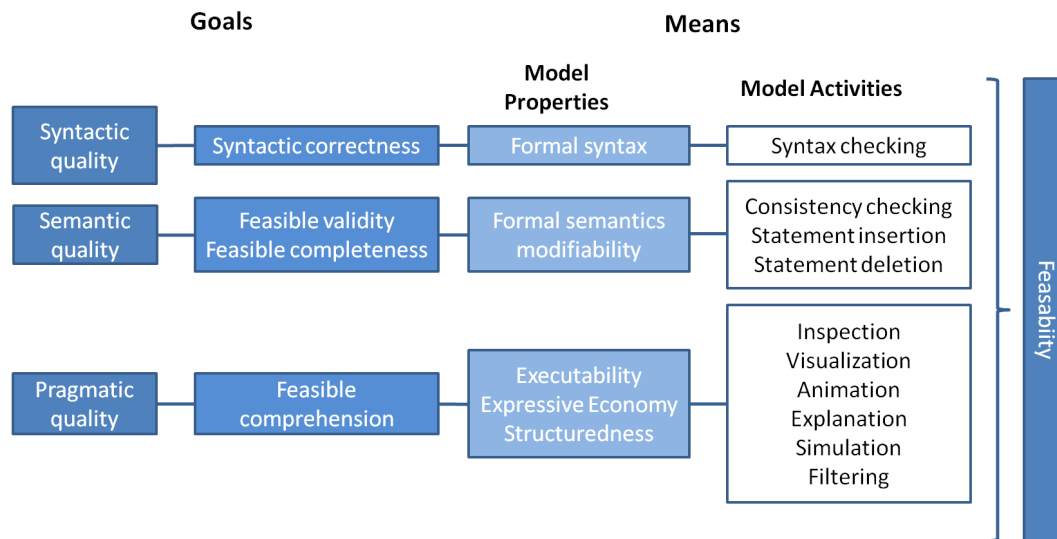 Goals
Means
Model
Properties
Model Activities
Syntactic
quality
Syntactic correctness
Formal syntax
Syntax checking
Semantic
quality
Feasible validity
Feasible completeness
Formal semantics
modifiability
Consistency checking
Statement insertion
Statement deletion
Pragmatic
quality
Feasible
comprehension
Executability
Expressive Economy
Structuredness
Inspection
Visualization
Animation
Explanation
Simulation
Filtering
Feasabiity